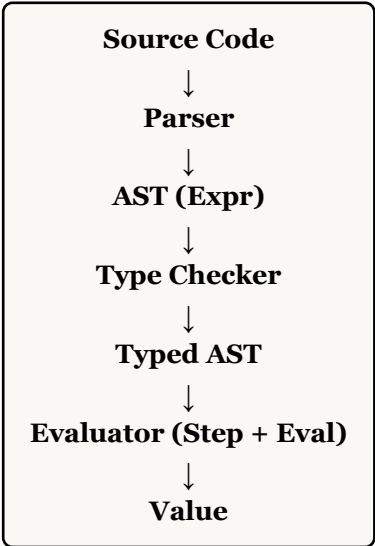 Source Code
↓
Parser
↓
AST (Expr)
↓
Type Checker
↓
Typed AST
↓
Evaluator (Step + Eval)
↓
Value